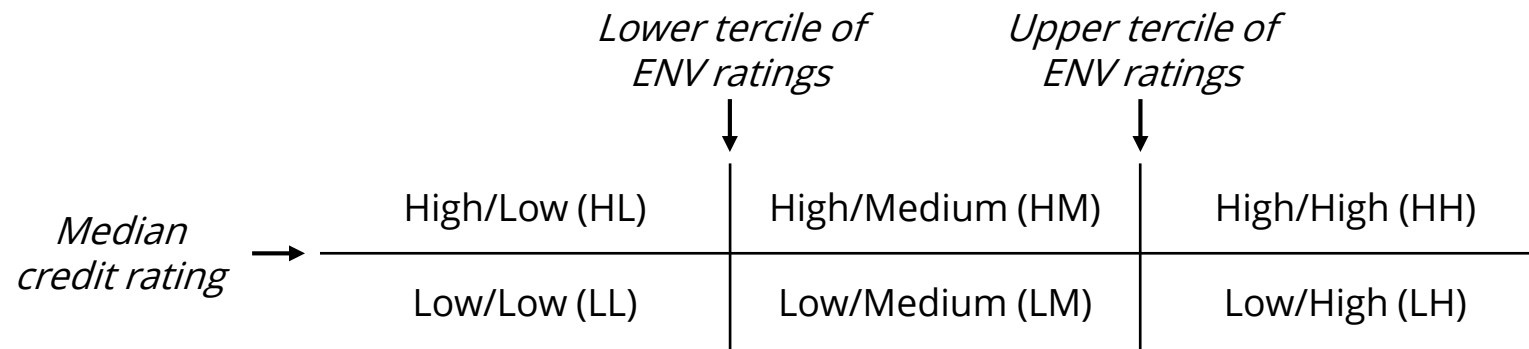 Lower tercile of
ENV ratings
Upper tercile of
ENV ratings
Median
credit rating
High/Low (HL)
High/Medium (HM)
High/High (HH)
Low/Low (LL)
Low/Medium (LM)
Low/High (LH)